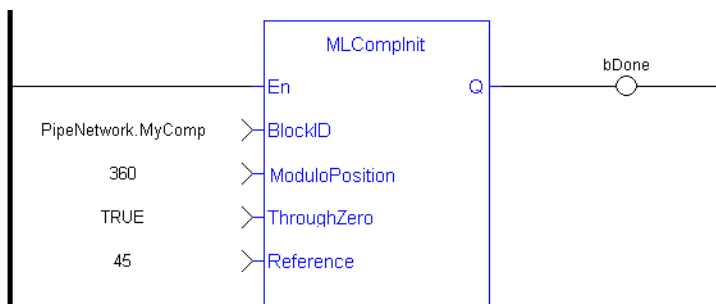 MLCompInit
bDone
En
Q
PipeNetwork.MyComp
BlockID
360
ModuloPosition
TRUE
ThroughZero
45
Reference